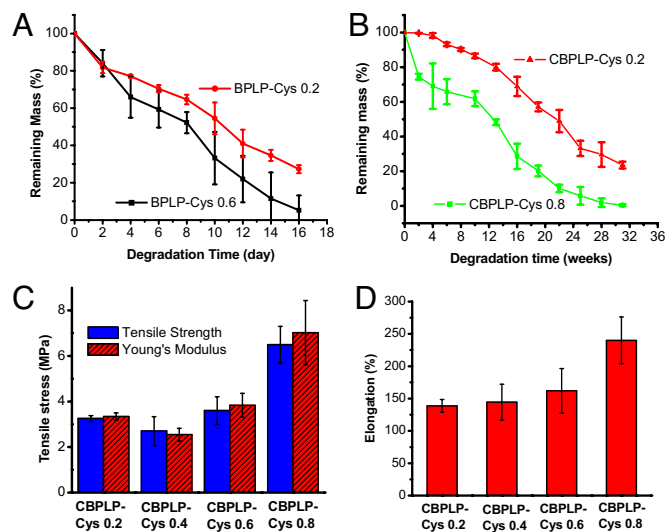 A
Remaining Mass (%)
100
80
60
40
20
0
BPLP-Cys 0.2
BPLP-Cys 0.6
0 2 4 6 8 10 12 14 16 18
Degradation Time (day)
B
Remaining mass (%)
100
75
50
25
0
CBPLP-Cys 0.2
CBPLP-Cys 0.8
0 4 8 12 16 20 24 28 32 36
Degradation time (weeks)
C
Tensile stress (MPa)
6
4
2
0
Tensile Strength
Young's Modulus
CBPLP- CBPLP- CBPLP- CBPLP-
Cys 0.2 Cys 0.4 Cys 0.6 Cys 0.8
D
Elongation (%)
300
250
200
150
100
50
0
CBPLP- CBPLP- CBPLP- CBPLP-
Cys 0.2 Cys 0.4 Cys 0.6 Cys 0.8